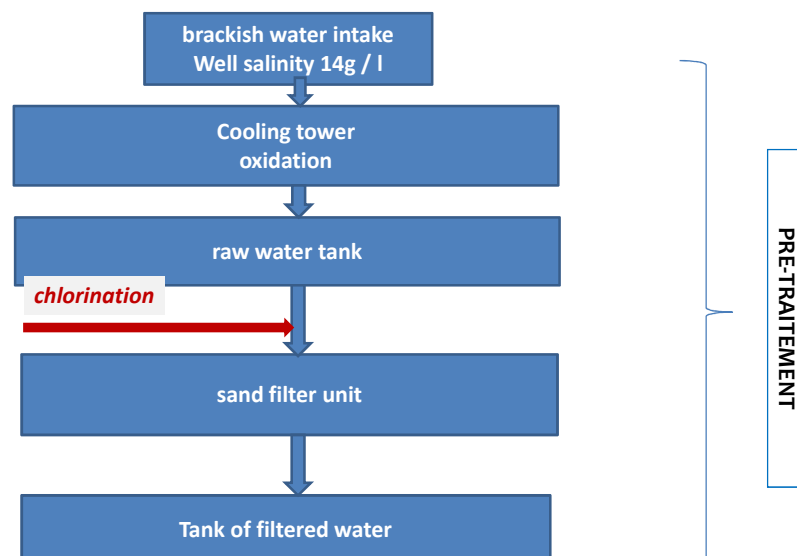 brackish water intake
Well salinity 14g / l
Cooling tower
oxidation
raw water tank
chlorination
sand filter unit
Tank of filtered water
PRE-TRAITEMENT